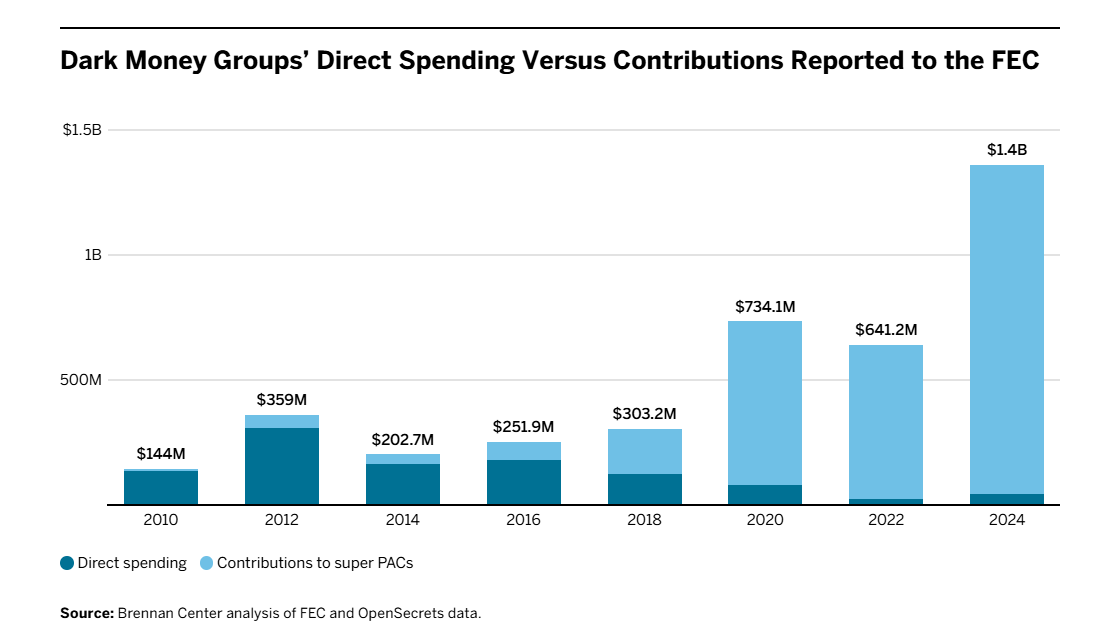 Dark Money Groups’ Direct Spending Versus Contributions Reported to the FEC
$1.5B
$1.4B
1B
$734.1M
$641.2M
500M
$359M
$303.2M
$251.9M
$202.7M
$144M
2010 2012 2014 2016 2018 2020 2022 2024
Direct spending Contributions to super PACs
Source: Brennan Center analysis of FEC and OpenSecrets data.